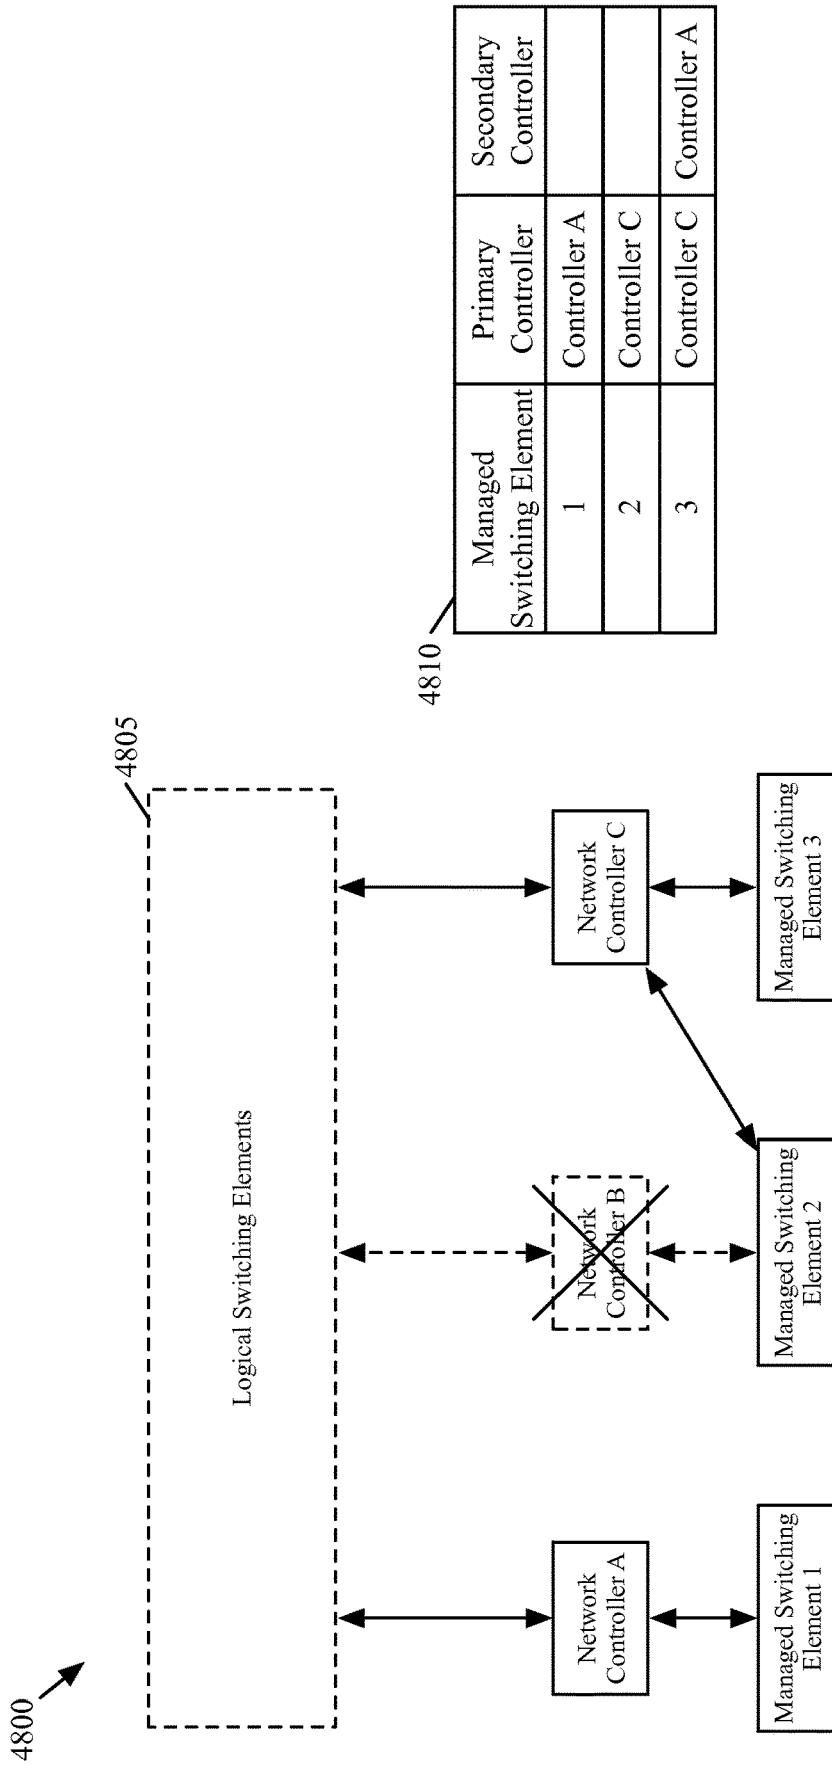 4800
4805
Logical Switching Elements
Network
Controller A
Network
Controller B
Network
Controller C
Managed Switching
Element 1
Managed Switching
Element 2
Managed Switching
Element 3
4810
Managed
Switching Element
Primary
Controller
Secondary
Controller
1
Controller A
2
Controller C
3
Controller C
Controller A